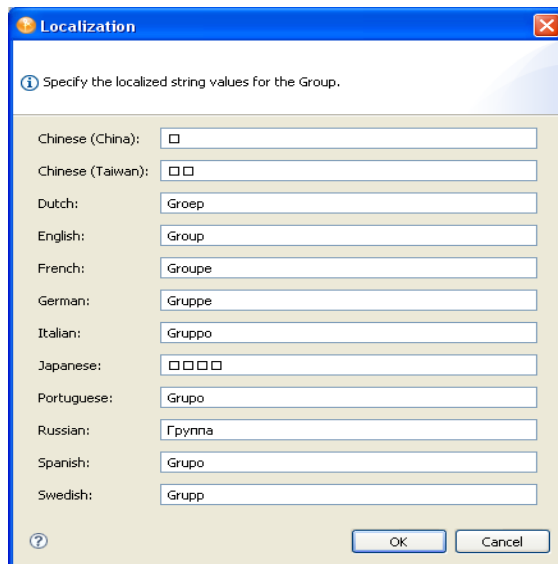 Localization
Specify the localized string values for the Group.
Chinese (China): □
Chinese (Taiwan): □□
Dutch: Groep
English: Group
French: Groupe
German: Gruppe
Italian: Gruppo
Japanese: □□□□
Portuguese: Grupo
Russian: Группа
Spanish: Grupo
Swedish: Grupp
? OK Cancel